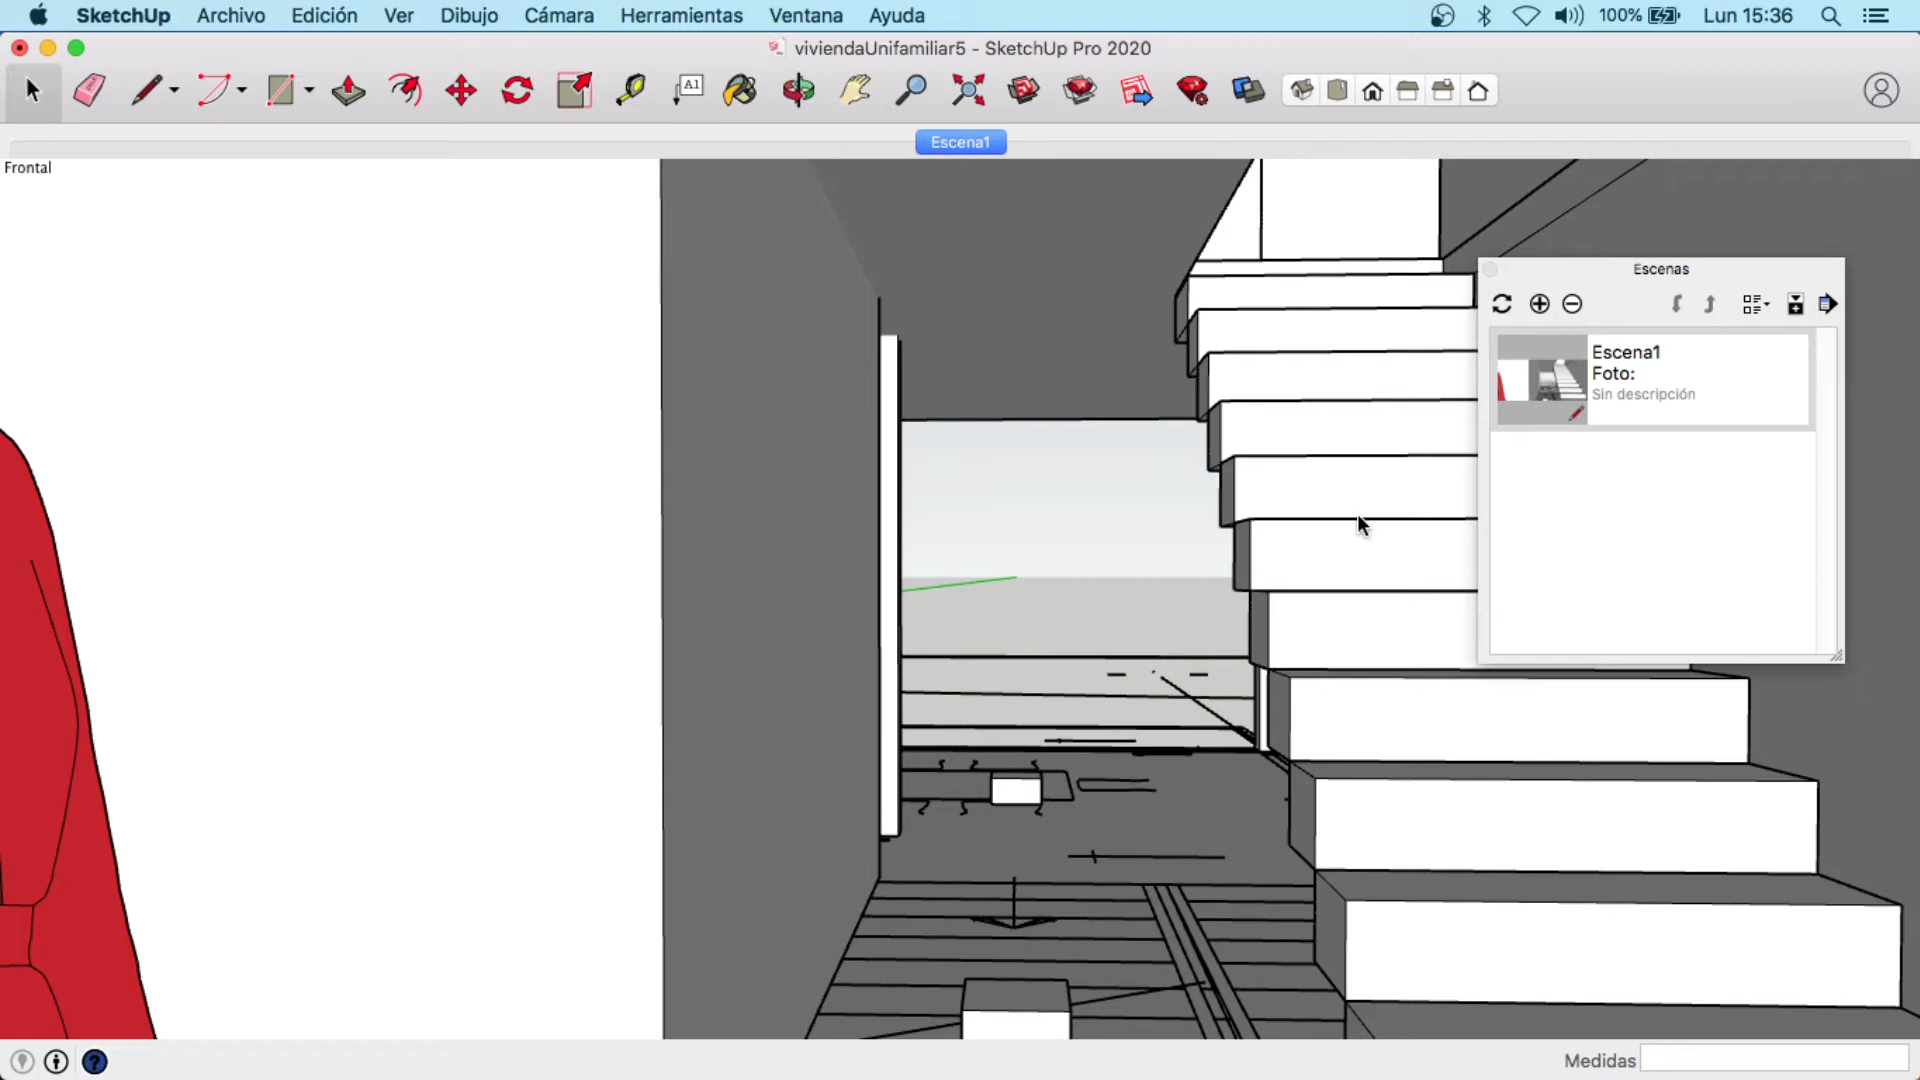 SketchUp Archivo Edición Ver Dibujo Cámara Herramientas Ventana Ayuda 100% Lun 15:36
viviendaUnifamiliar5 - SketchUp Pro 2020
A1
Escena1
Frontal
Escenas
Escena1
Foto:
Sin descripción
Medidas